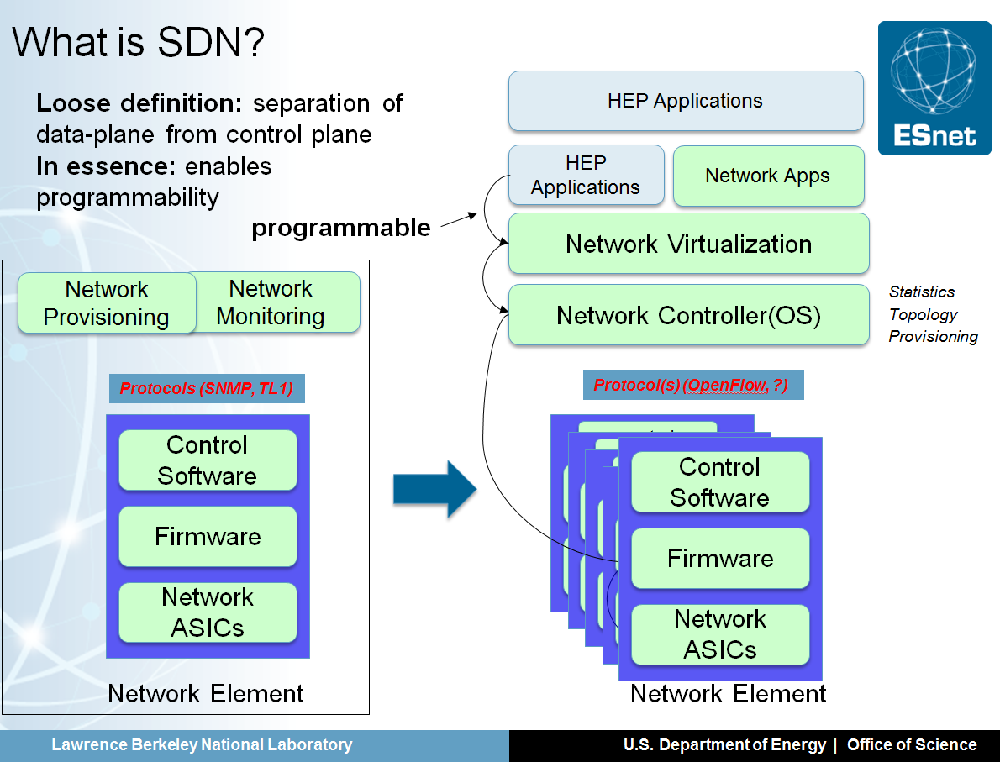 What is SDN?
Loose definition: separation of
data-plane from control plane
In essence: enables
programmability
programmable
Network
Provisioning
Network
Monitoring
Protocols (SNMP, TL1)
Control
Software
Firmware
Network
ASICs
Network Element
HEP Applications
HEP
Applications
Network Apps
Network Virtualization
Network Controller(OS)
Statistics
Topology
Provisioning
Protocol(s) (OpenFlow, ?)
Control
Software
Firmware
Network
ASICs
Network Element
ESnet
Lawrence Berkeley National Laboratory
U.S. Department of Energy | Office of Science